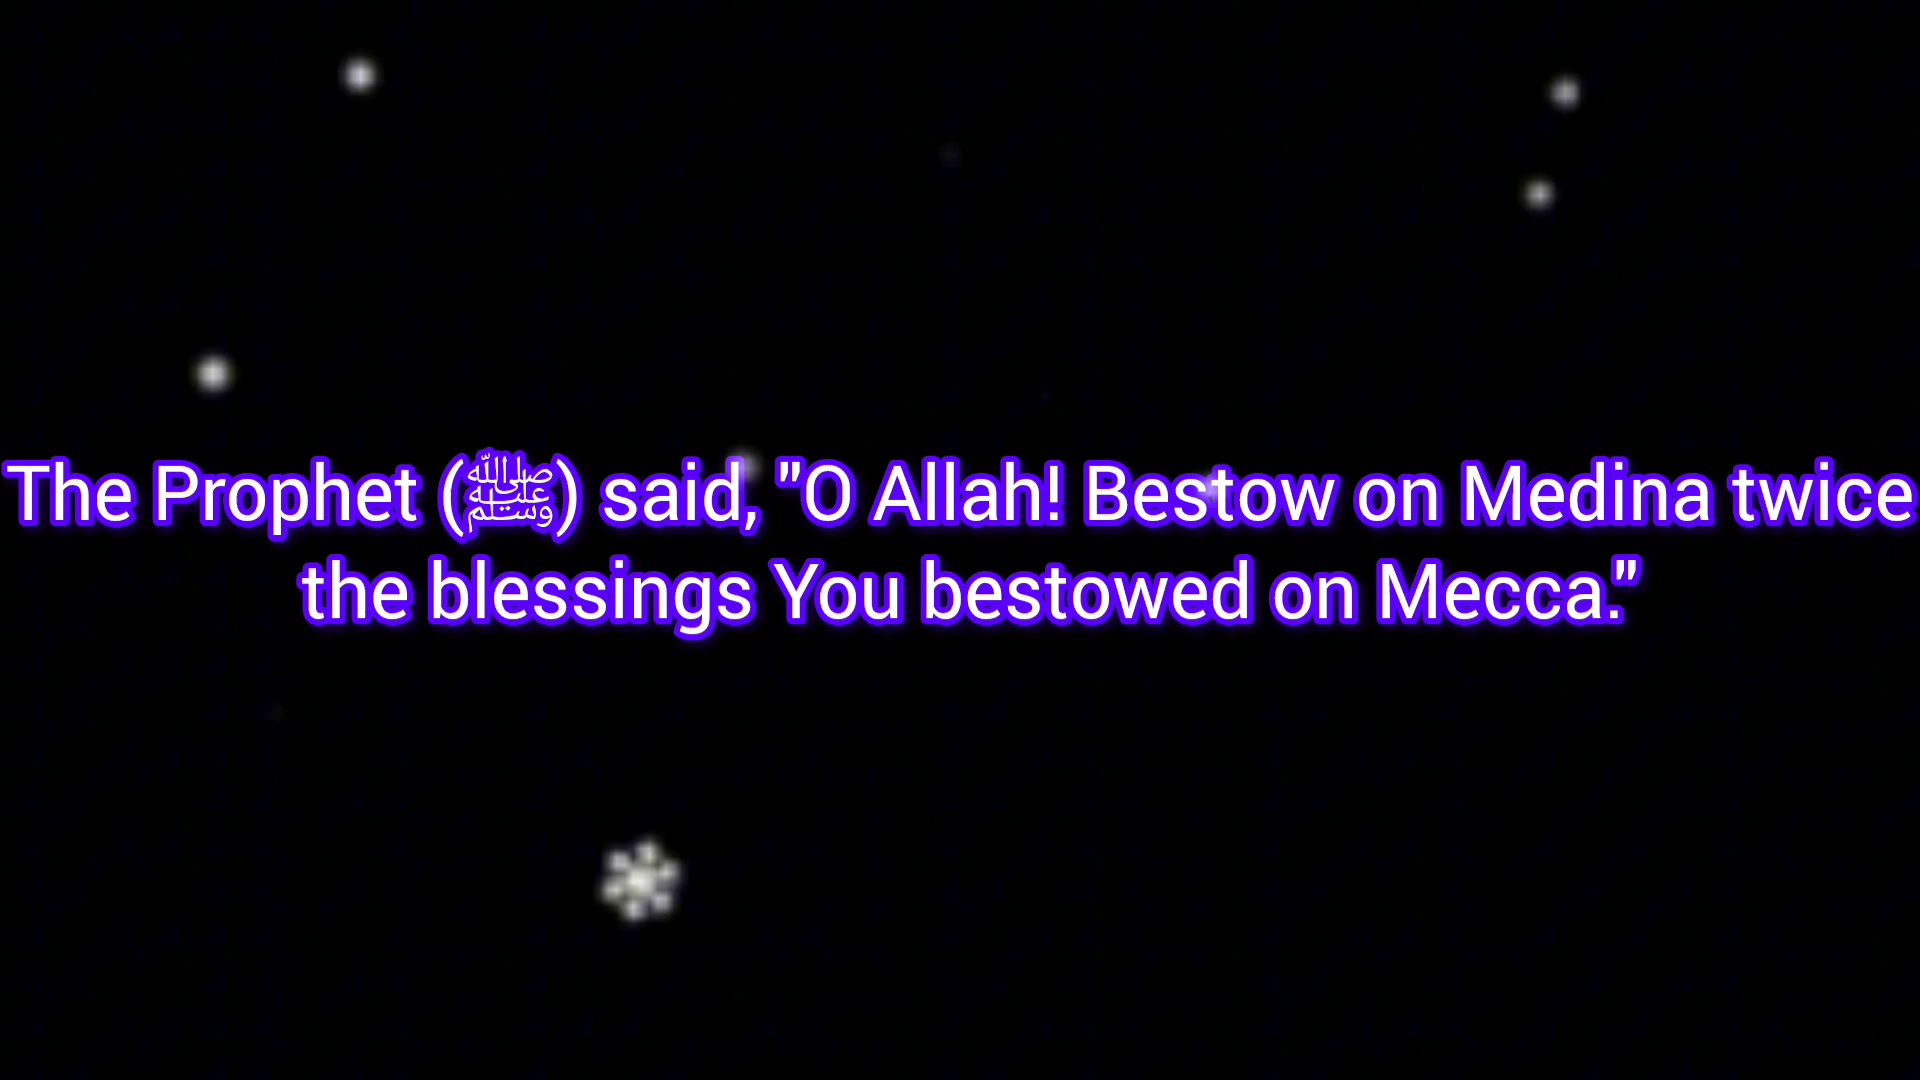 The Prophet (ﷺ) said, "O Allah! Bestow on Medina twice
the blessings You bestowed on Mecca."